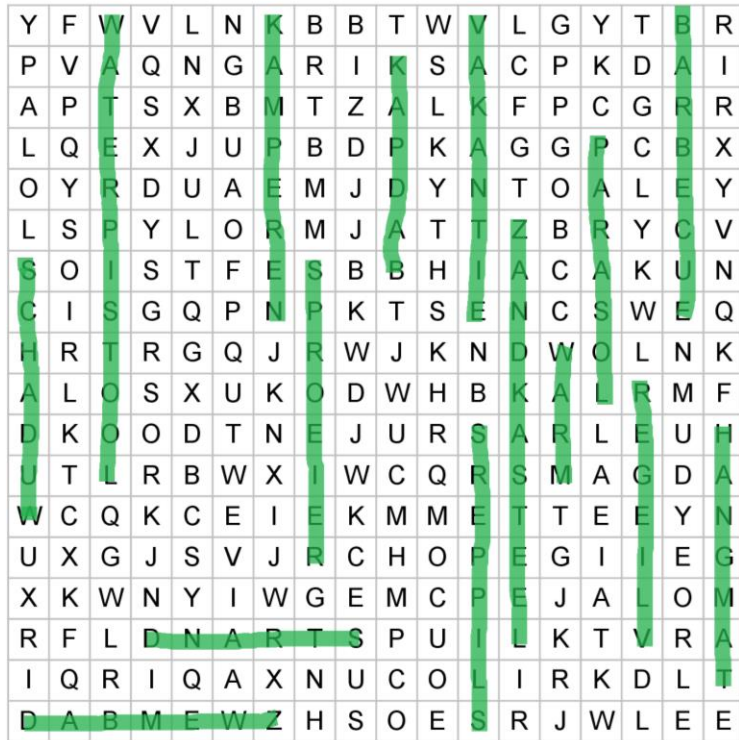 Y F W V L N K B B T W V L G Y T B R
P V A Q N G A R I K S A C P K D A I
A P T S X B M T Z A L K F P C G R R
L Q E X J U P B D P K A G G P C B X
O Y R D U A E M J D Y N T O A L E Y
L S P Y L O R M J A T T Z B R Y C V
S O I S T F E S B B H I A C A K U N
C I S G Q P N P K T S E N C S W E Q
H R T R G Q J R W J K N D W O L N K
A L O S X U K O D W H B K A L R M F
D K O O D T N E J U R S A R L E U H
U T L R B W X I W C Q R S M A G D A
W C Q K C E I E K M M E T T E E Y N
U X G J S V J R C H O P E G I I E G
X K W N Y I W G E M C P E J A L O M
R F L D N A R T S P U I L K T V R A
I Q R I Q A X N U C O L I R K D L T
D A B M E W Z H S O E S R J W L E E